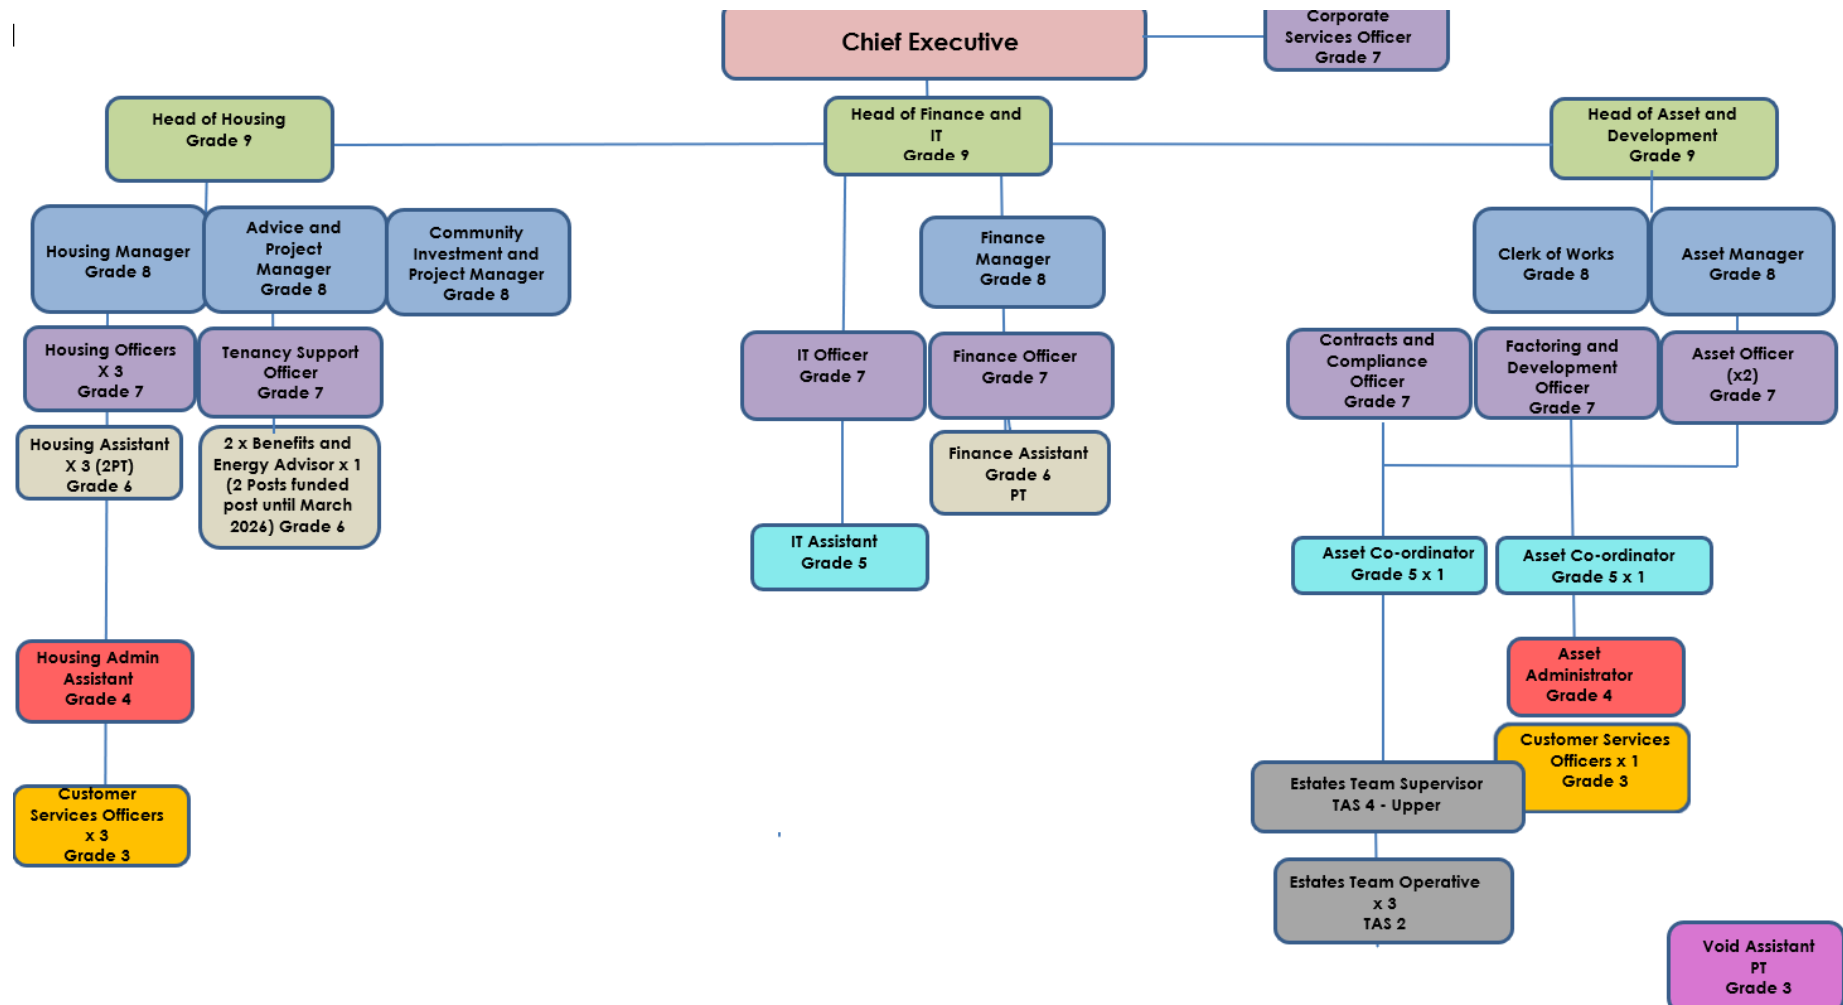 Chief Executive
Corporate
Services Officer
Grade 7
Head of Housing
Grade 9
Head of Finance and
IT
Grade 9
Head of Asset and
Development
Grade 9
Housing Manager
Grade 8
Advice and
Project
Manager
Grade 8
Community
Investment and
Project Manager
Grade 8
Finance
Manager
Grade 8
Clerk of Works
Grade 8
Asset Manager
Grade 8
Housing Officers
X 3
Grade 7
Tenancy Support
Officer
Grade 7
IT Officer
Grade 7
Finance Officer
Grade 7
Contracts and
Compliance
Officer
Grade 7
Factoring and
Development
Officer
Grade 7
Asset Officer
(x2)
Grade 7
Housing Assistant
X 3 (2PT)
Grade 6
2 x Benefits and
Energy Advisor x 1
(2 Posts funded
post until March
2026) Grade 6
Finance Assistant
Grade 6
PT
IT Assistant
Grade 5
Asset Co-ordinator
Grade 5 x 1
Asset Co-ordinator
Grade 5 x 1
Housing Admin
Assistant
Grade 4
Asset
Administrator
Grade 4
Customer Services
Officers x 1
Grade 3
Customer
Services Officers
x 3
Grade 3
Estates Team Supervisor
TAS 4 - Upper
Estates Team Operative
x 3
TAS 2
Void Assistant
PT
Grade 3